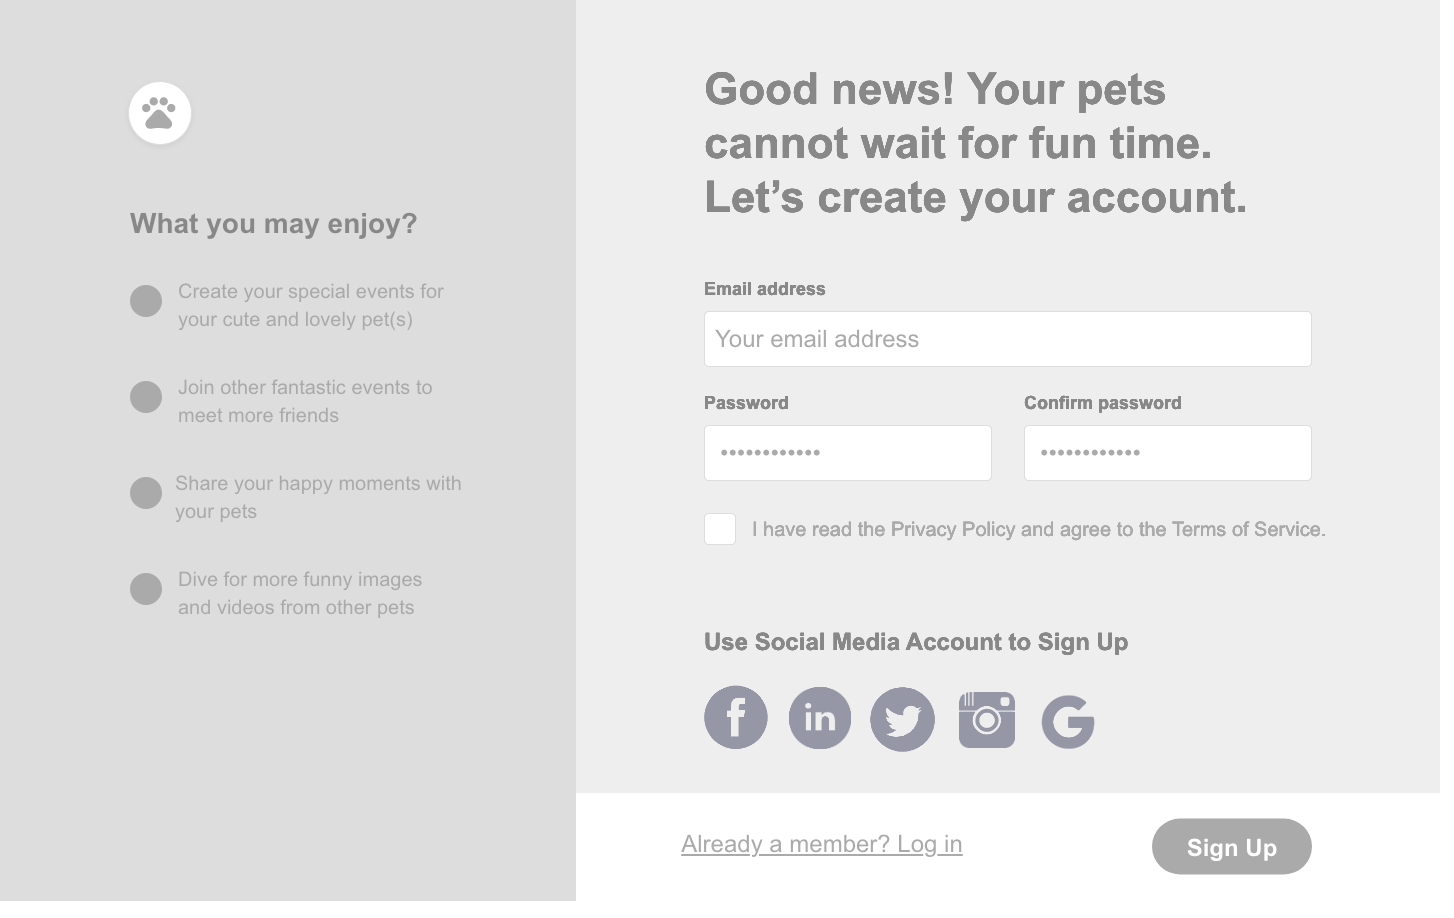 What you may enjoy?
Create your special events for
your cute and lovely pet(s)
Join other fantastic events to
meet more friends
Share your happy moments with
your pets
Dive for more funny images
and videos from other pets
Good news! Your pets
cannot wait for fun time.
Let’s create your account.
Email address
Your email address
Password
Confirm password
••••••••••••
••••••••••••
I have read the Privacy Policy and agree to the Terms of Service.
Use Social Media Account to Sign Up
f
in
G
Already a member? Log in
Sign Up